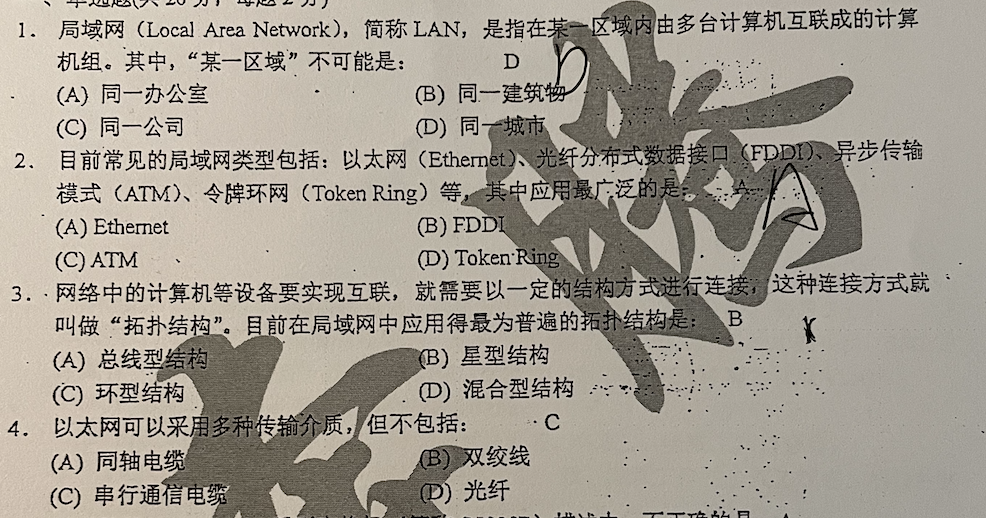 、单选题(共 20 分，每题 2 分)
1. 局域网（Local Area Network），简称 LAN，是指在某一区域内由多台计算机互联成的计算
机组。其中，“某一区域”不可能是： D D
(A) 同一办公室 (B) 同一建筑物
(C) 同一公司 (D) 同一城市
2. 目前常见的局域网类型包括：以太网（Ethernet）、光纤分布式数据接口（FDDI）、异步传输
模式（ATM）、令牌环网（Token Ring）等，其中应用最广泛的是： A A
(A) Ethernet (B) FDDI
(C) ATM (D) Token Ring
3. 网络中的计算机等设备要实现互联，就需要以一定的结构方式进行连接，这种连接方式就
叫做“拓扑结构”。目前在局域网中应用得最为普遍的拓扑结构是： B
(A) 总线型结构 (B) 星型结构
(C) 环型结构 (D) 混合型结构
4. 以太网可以采用多种传输介质，但不包括： C
(A) 同轴电缆 (B) 双绞线
(C) 串行通信电缆 (D) 光纤